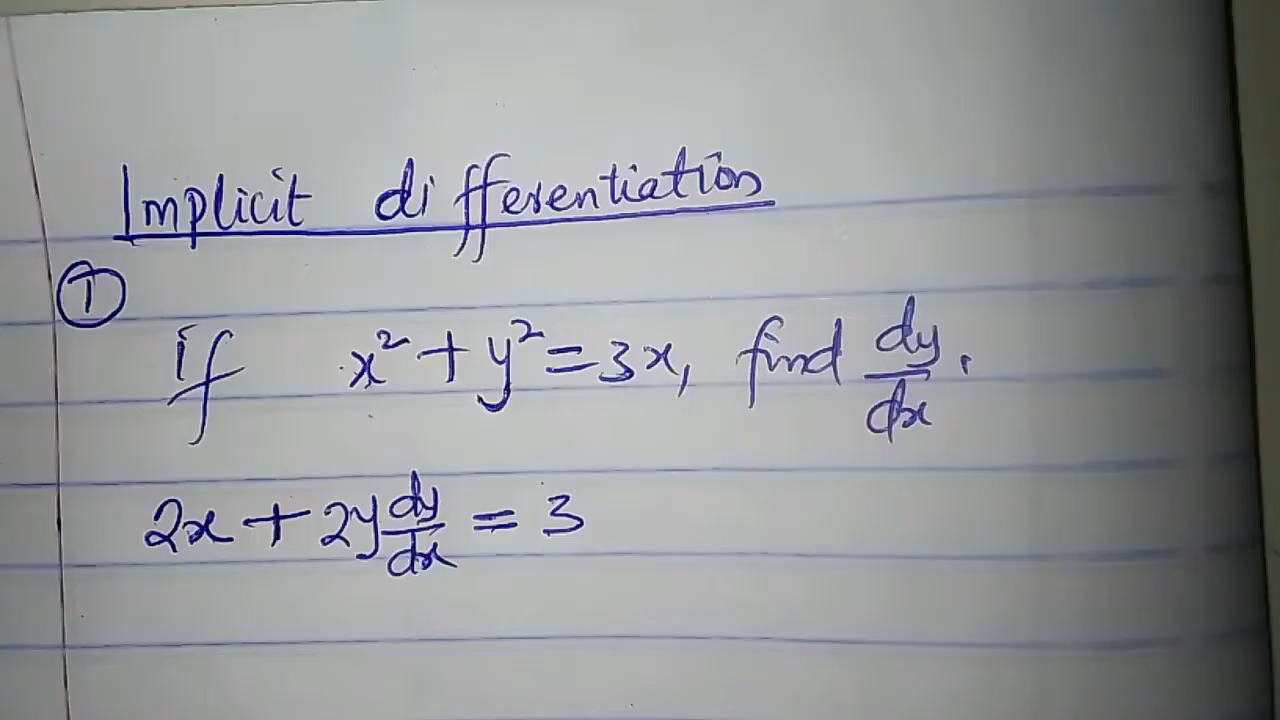 Implicit differentiation
①
If x² + y² = 3x, find dy/dx.
2x + 2y dy/dx = 3